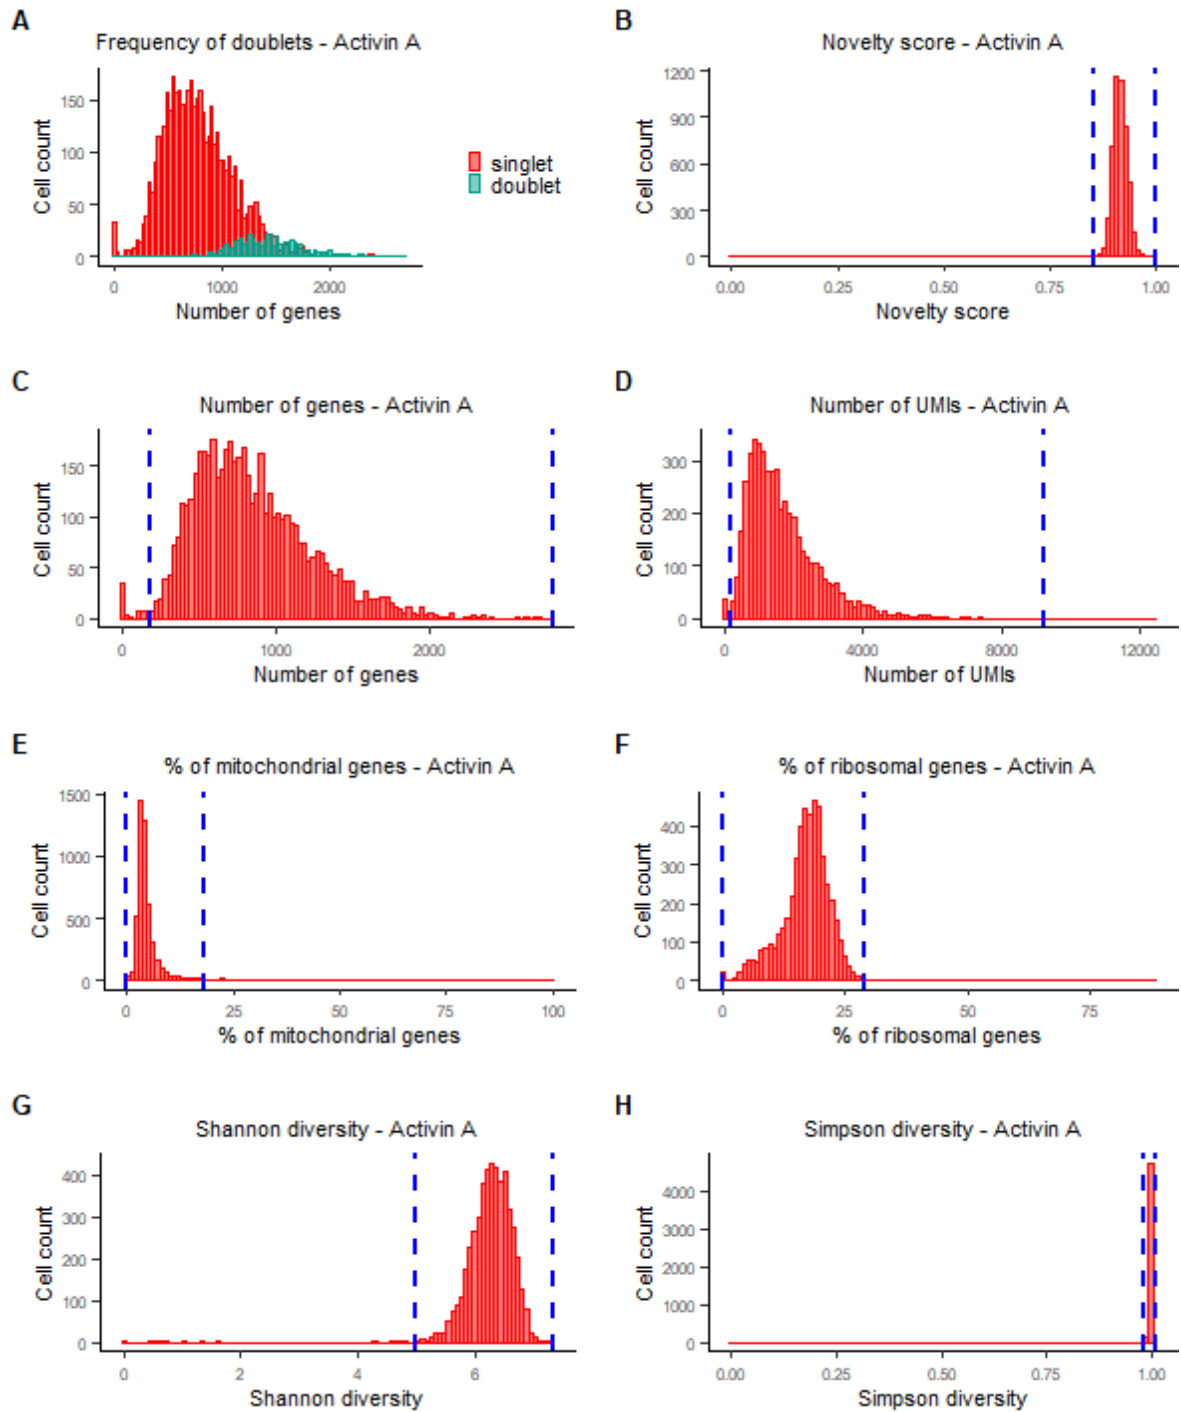 A
Frequency of doublets - Activin A
150
100
50
0
Cell count
0 1000 2000
Number of genes
singlet
doublet
B
Novelty score - Activin A
1200
900
600
300
0
Cell count
0.00 0.25 0.50 0.75 1.00
Novelty score
C
Number of genes - Activin A
150
100
50
0
Cell count
0 1000 2000
Number of genes
D
Number of UMIs - Activin A
300
200
100
0
Cell count
0 4000 8000 12000
Number of UMIs
E
% of mitochondrial genes - Activin A
1500
1000
500
0
Cell count
0 25 50 75 100
% of mitochondrial genes
F
% of ribosomal genes - Activin A
400
300
200
100
0
Cell count
0 25 50 75
% of ribosomal genes
G
Shannon diversity - Activin A
400
300
200
100
0
Cell count
0 2 4 6
Shannon diversity
H
Simpson diversity - Activin A
4000
3000
2000
1000
0
Cell count
0.00 0.25 0.50 0.75 1.00
Simpson diversity